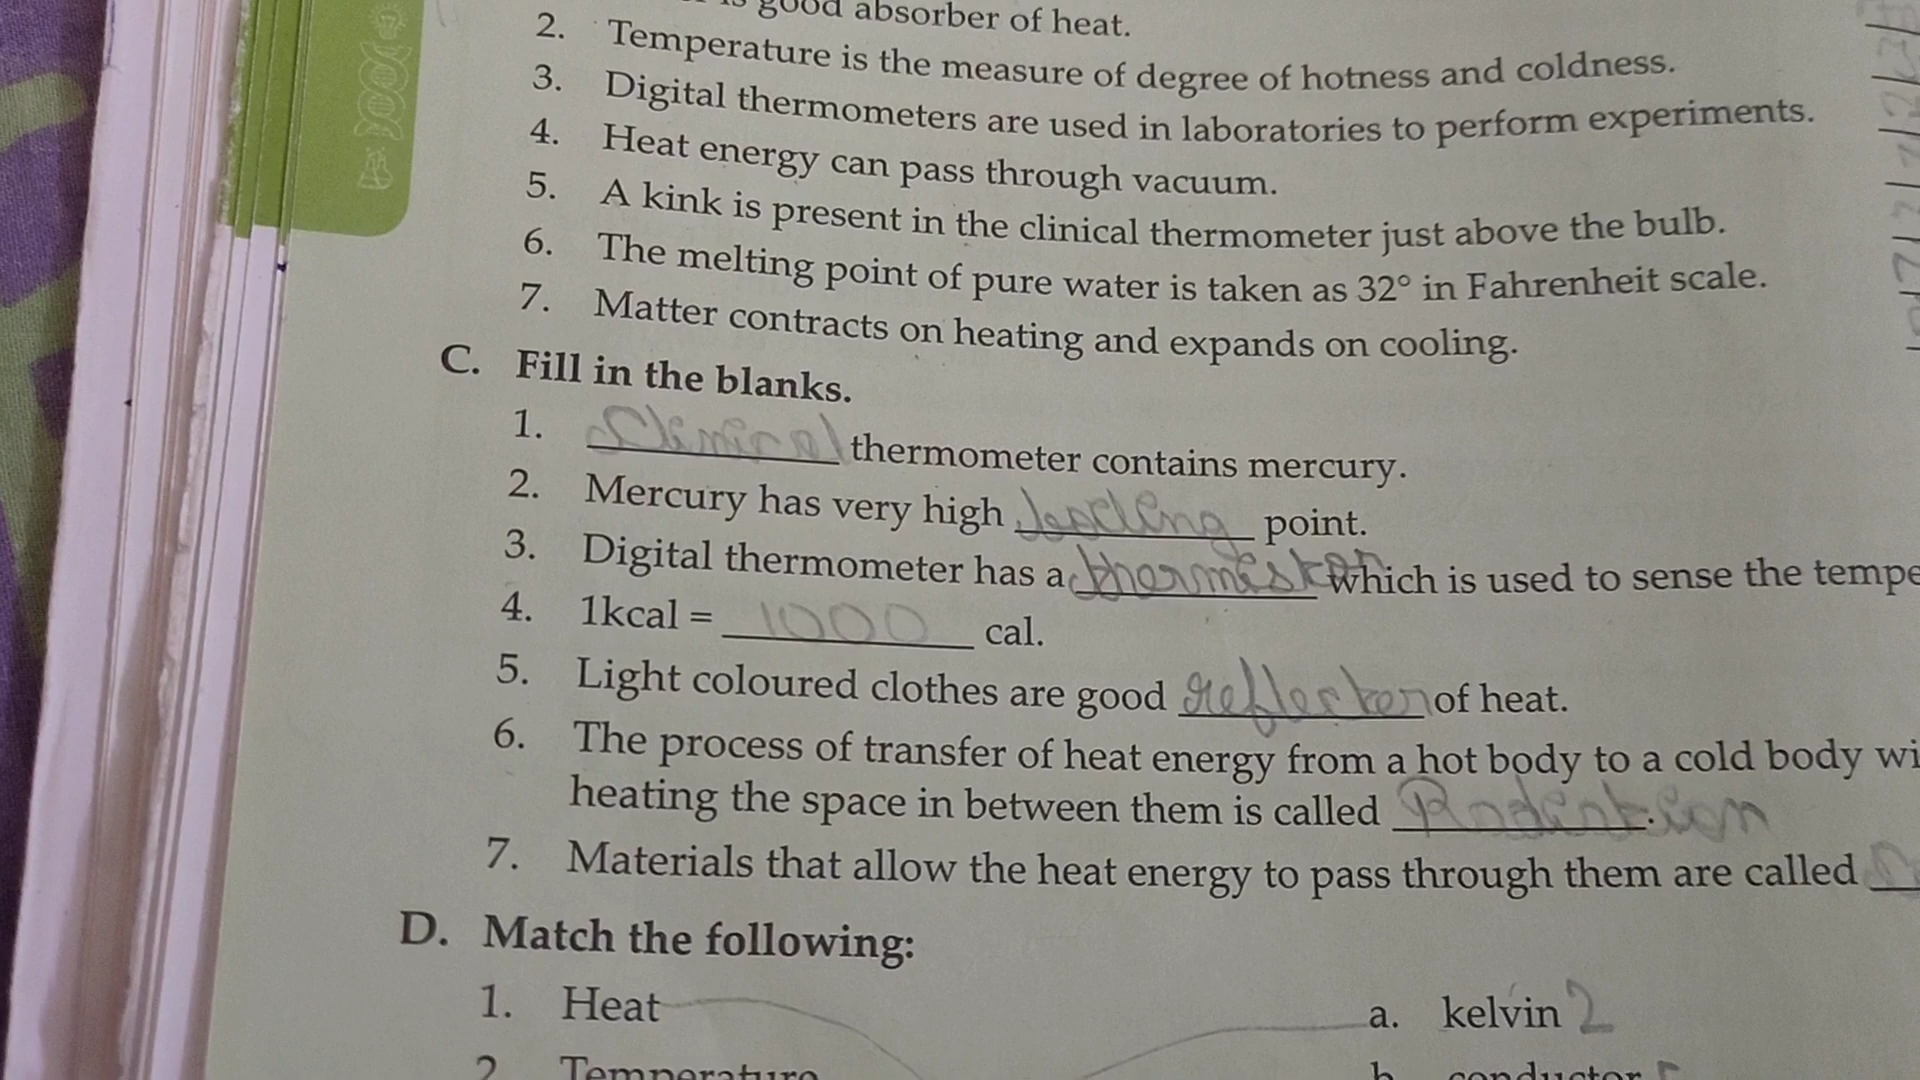 is good absorber of heat.
2. Temperature is the measure of degree of hotness and coldness.
3. Digital thermometers are used in laboratories to perform experiments.
4. Heat energy can pass through vacuum.
5. A kink is present in the clinical thermometer just above the bulb.
6. The melting point of pure water is taken as 32° in Fahrenheit scale.
7. Matter contracts on heating and expands on cooling.
C. Fill in the blanks.
1. Clinical thermometer contains mercury.
2. Mercury has very high point.
3. Digital thermometer has a which is used to sense the tempe
4. 1kcal = 1000 cal.
5. Light coloured clothes are good of heat.
6. The process of transfer of heat energy from a hot body to a cold body wi
heating the space in between them is called Radiation.
7. Materials that allow the heat energy to pass through them are called
D. Match the following:
1. Heat a. kelvin 2
2. Temperature b. conductor